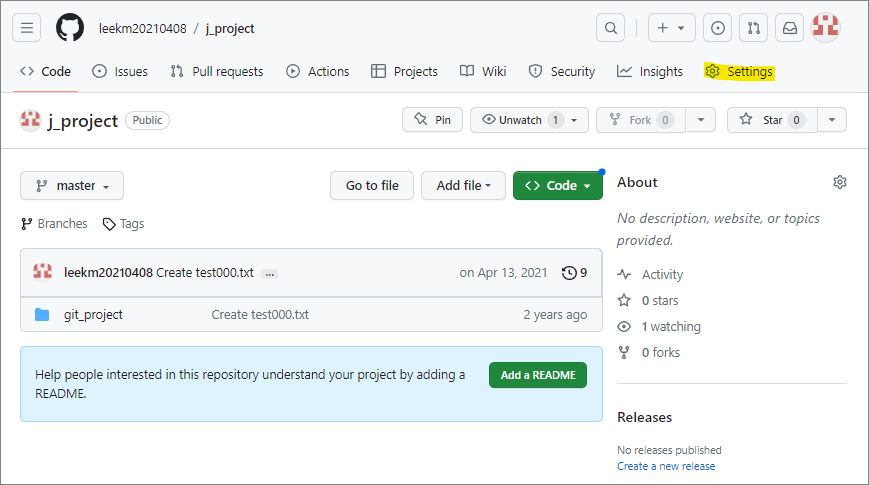 leekm20210408 / j_project
Code Issues Pull requests Actions Projects Wiki Security Insights Settings
j_project Public Pin Unwatch 1 Fork 0 Star 0
master Go to file Add file Code
Branches Tags
leekm20210408 Create test000.txt ... on Apr 13, 2021 9
git_project Create test000.txt 2 years ago
Help people interested in this repository understand your project by adding a
README.
Add a README
About
No description, website, or topics
provided.
Activity
0 stars
1 watching
0 forks
Releases
No releases published
Create a new release